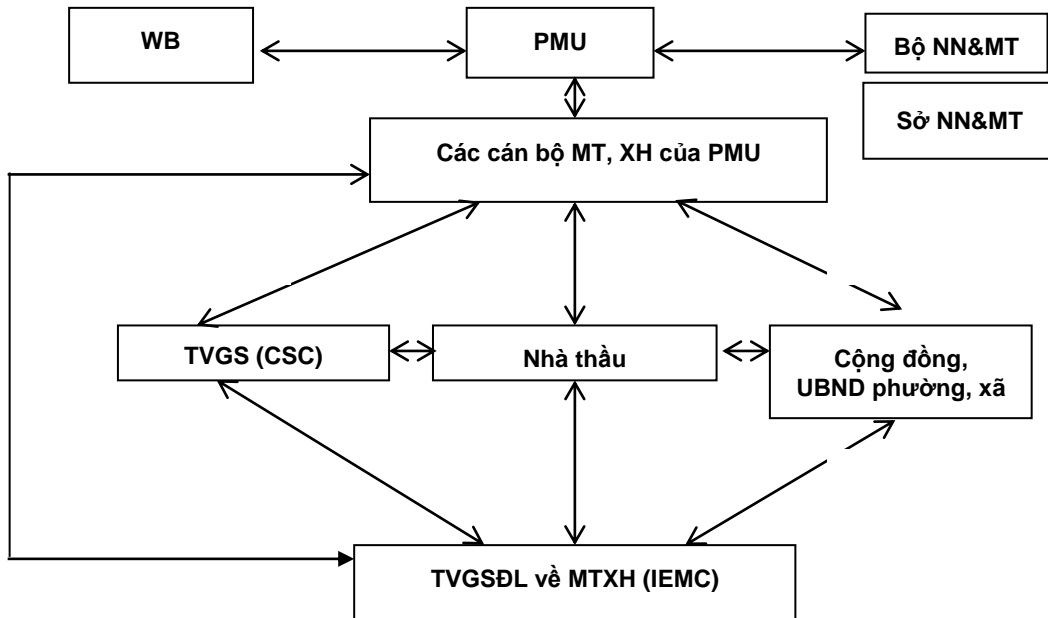 WB
PMU
Bộ NN&MT
Sở NN&MT
Các cán bộ MT, XH của PMU
TVGS (CSC)
Nhà thầu
Cộng đồng,
UBND phường, xã
TVGSĐL về MTXH (IEMC)